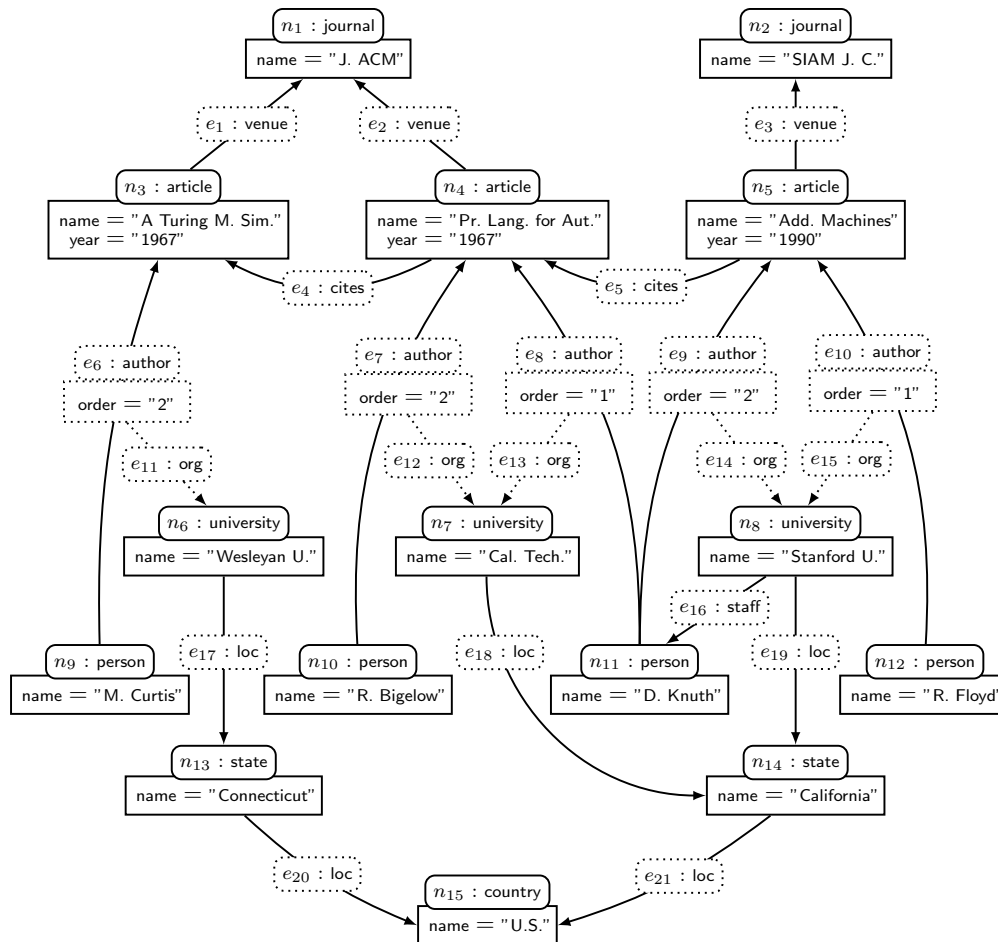 n1 : journal
name = "J. ACM"
n2 : journal
name = "SIAM J. C."
e1 : venue
e2 : venue
e3 : venue
n3 : article
name = "A Turing M. Sim."
year = "1967"
n4 : article
name = "Pr. Lang. for Aut."
year = "1967"
n5 : article
name = "Add. Machines"
year = "1990"
e4 : cites
e5 : cites
e6 : author
order = "2"
e7 : author
order = "2"
e8 : author
order = "1"
e9 : author
order = "2"
e10 : author
order = "1"
e11 : org
e12 : org
e13 : org
e14 : org
e15 : org
n6 : university
name = "Wesleyan U."
n7 : university
name = "Cal. Tech."
n8 : university
name = "Stanford U."
e16 : staff
e17 : loc
e18 : loc
e19 : loc
n9 : person
name = "M. Curtis"
n10 : person
name = "R. Bigelow"
n11 : person
name = "D. Knuth"
n12 : person
name = "R. Floyd"
n13 : state
name = "Connecticut"
n14 : state
name = "California"
e20 : loc
e21 : loc
n15 : country
name = "U.S."